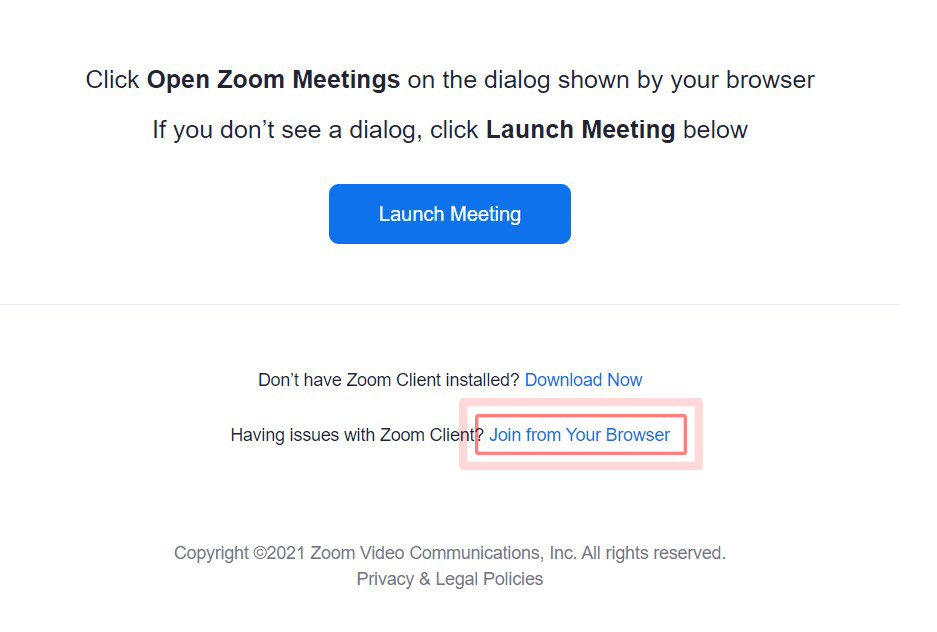 Click Open Zoom Meetings on the dialog shown by your browser
If you don’t see a dialog, click Launch Meeting below
Launch Meeting
Don’t have Zoom Client installed? Download Now
Having issues with Zoom Client? Join from Your Browser
Copyright ©2021 Zoom Video Communications, Inc. All rights reserved.
Privacy & Legal Policies